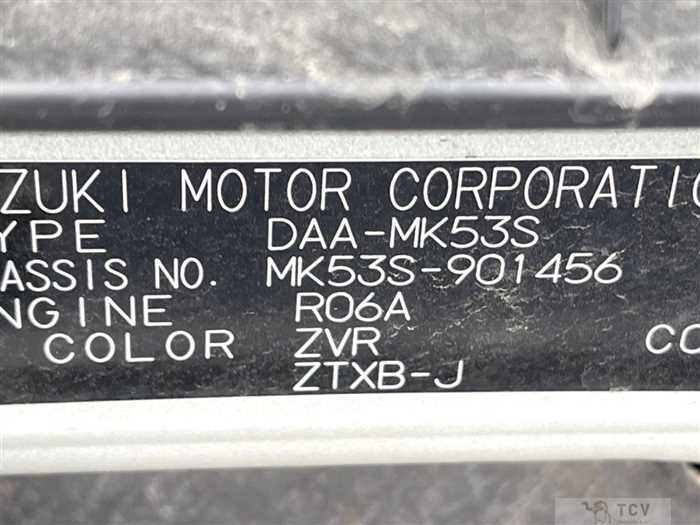 ZUKI MOTOR CORPORATIO
YPE DAA-MK53S
ASSIS NO. MK53S-901456
NGINE R06A
COLOR ZVR CO
ZTXB-J
TCV